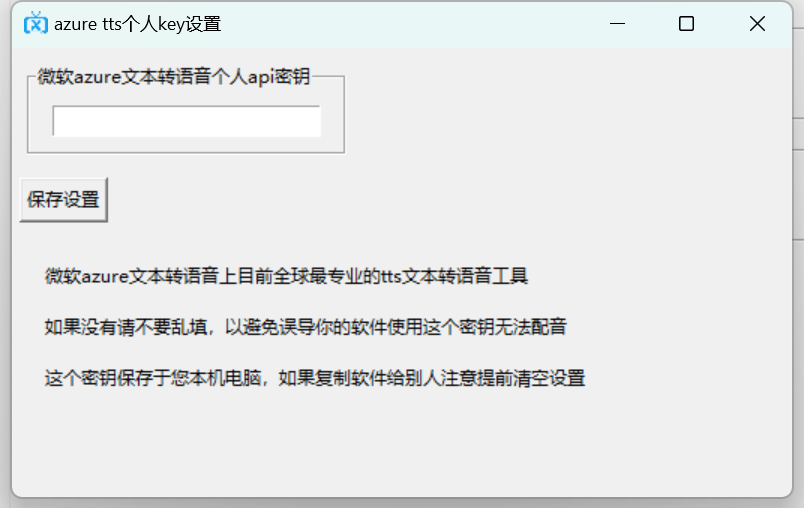 azure tts个人key设置
微软azure文本转语音个人api密钥
保存设置
微软azure文本转语音上目前全球最专业的tts文本转语音工具
如果没有请不要乱填，以避免误导你的软件使用这个密钥无法配音
这个密钥保存于您本机电脑，如果复制软件给别人注意提前清空设置